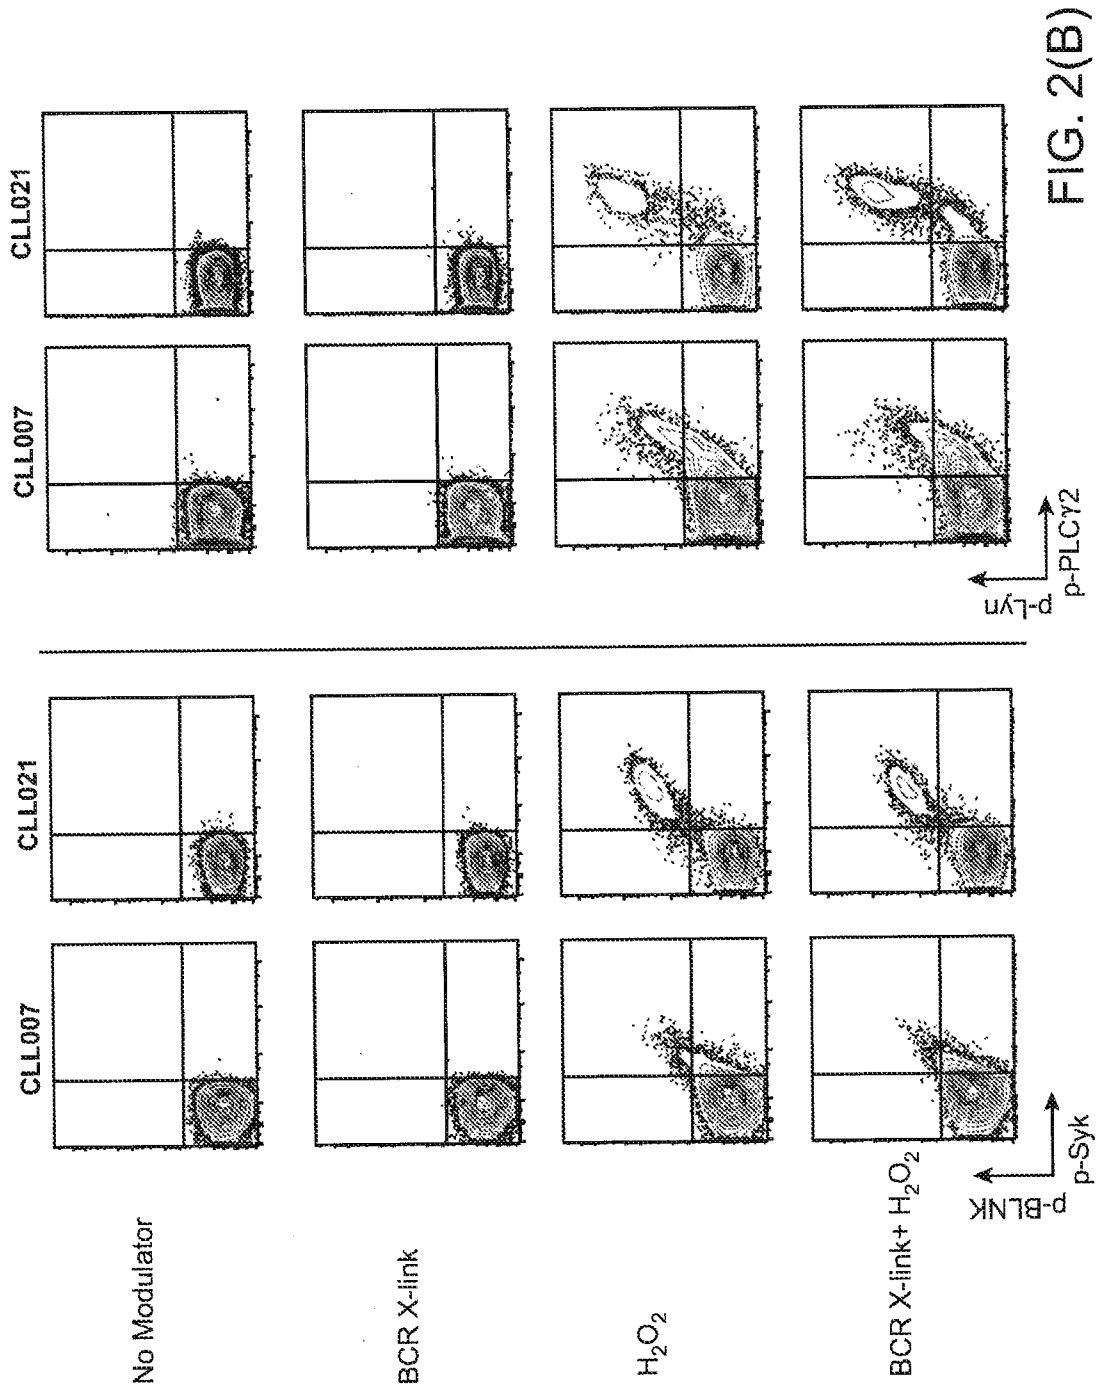 CLL007
CLL021
CLL007
CLL021
No Modulator
BCR X-link
H₂O₂
BCR X-link+ H₂O₂
p-BLNK
p-Syk
p-Lyn
p-PLCγ2
FIG. 2(B)